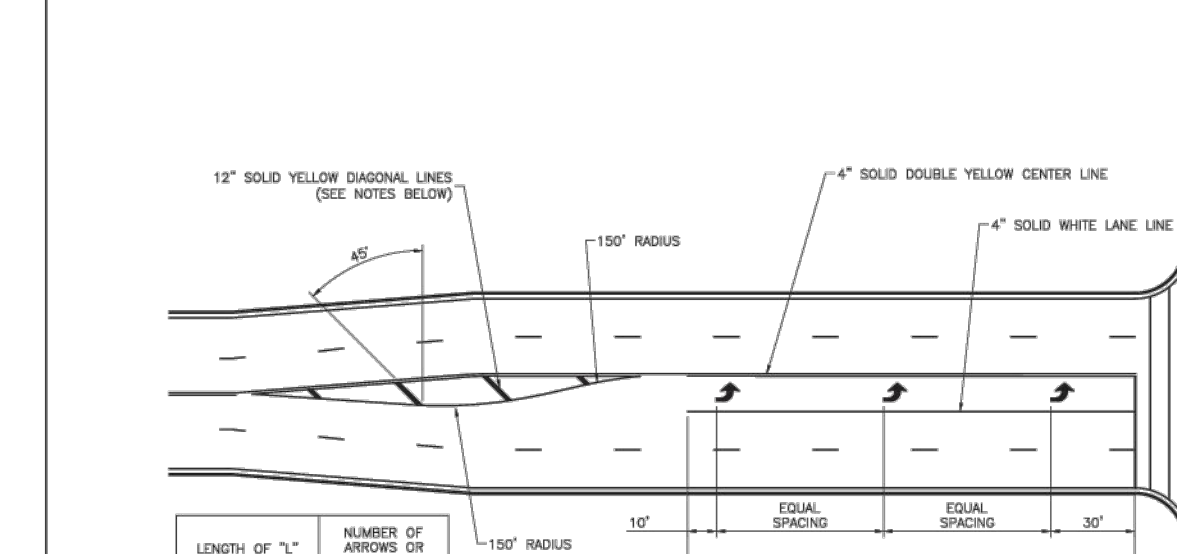 4" SOLID DOUBLE YELLOW CENTER LINE
12" SOLID YELLOW DIAGONAL LINES
(SEE NOTES BELOW)
4" SOLID WHITE LANE LINE
150' RADIUS
45°
EQUAL
SPACING
EQUAL
SPACING
10'
30'
150' RADIUS
LENGTH OF "L"
NUMBER OF
ARROWS OR